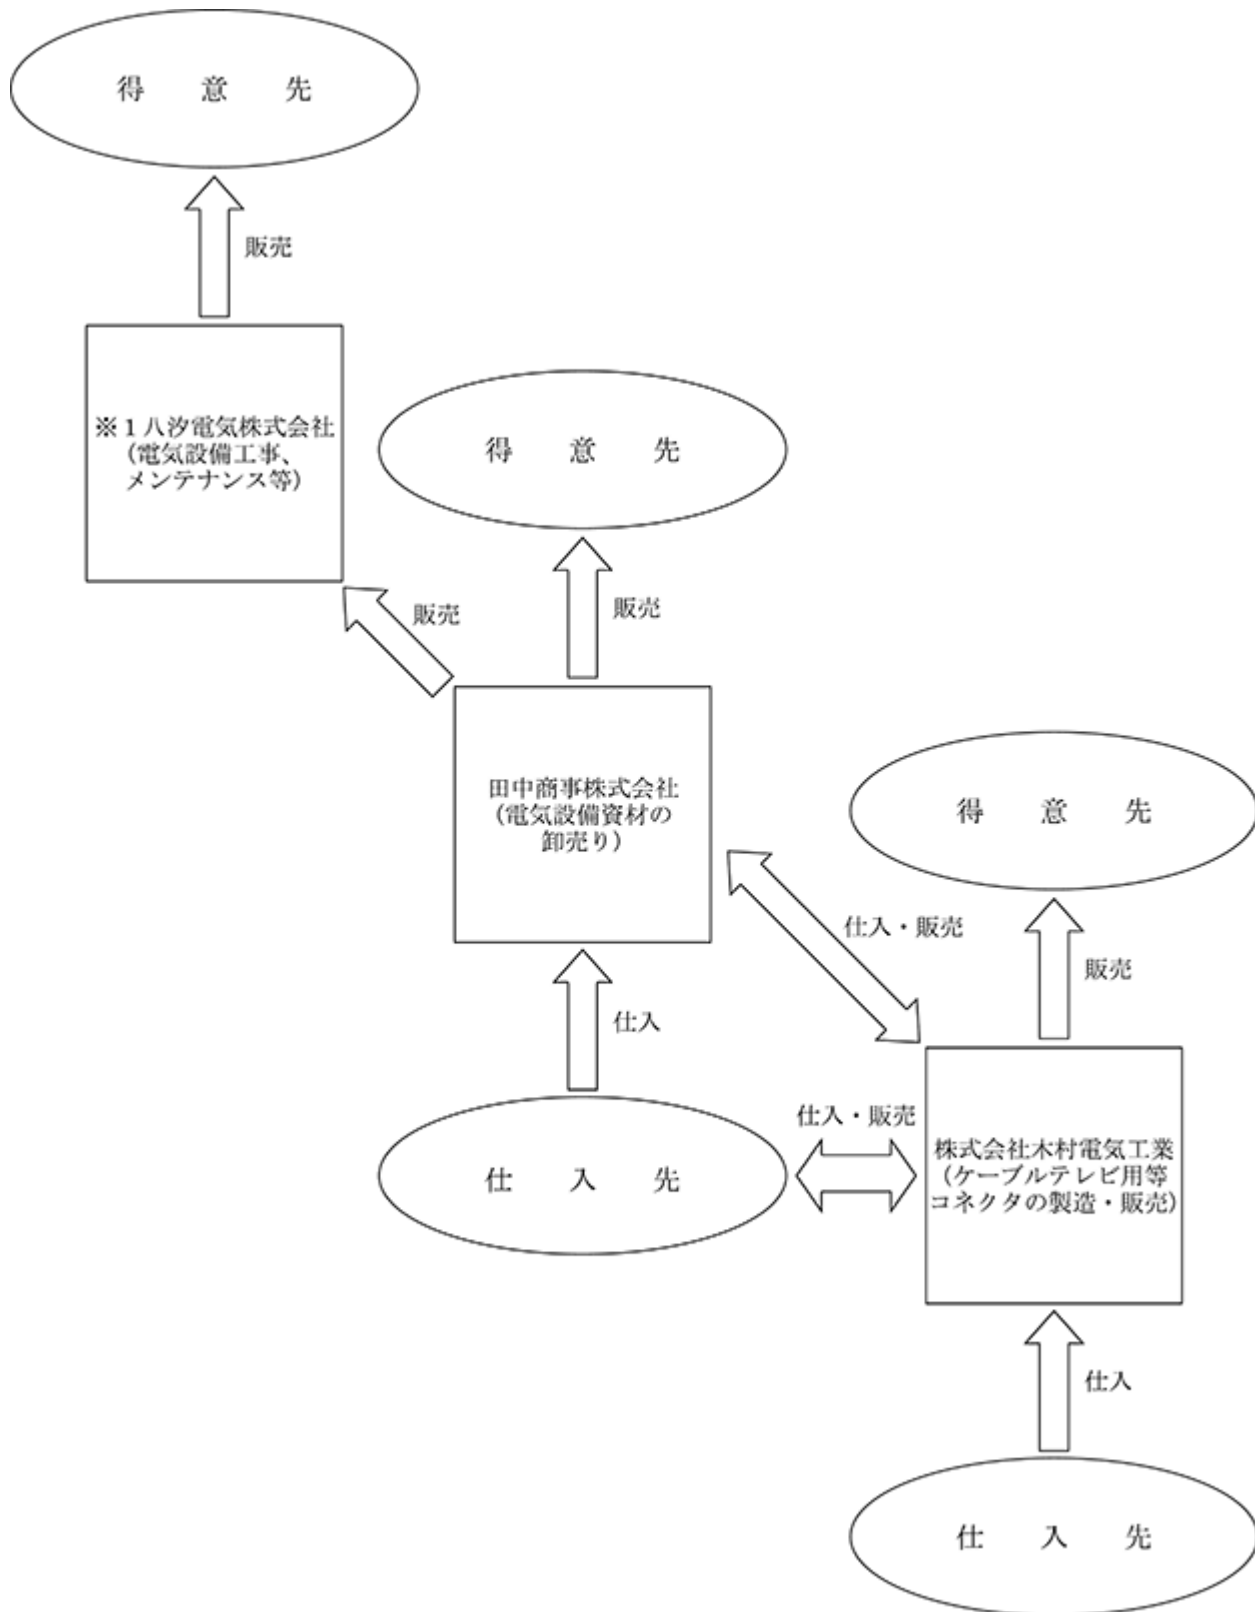 得意先
販売
※1八汐電気株式会社
(電気設備工事、
メンテナンス等)
得意先
販売
販売
田中商事株式会社
(電気設備資材の
卸売り)
得意先
仕入・販売
販売
仕入
仕入・販売
仕入先
株式会社木村電気工業
(ケーブルテレビ用等
コネクタの製造・販売)
仕入
仕入先